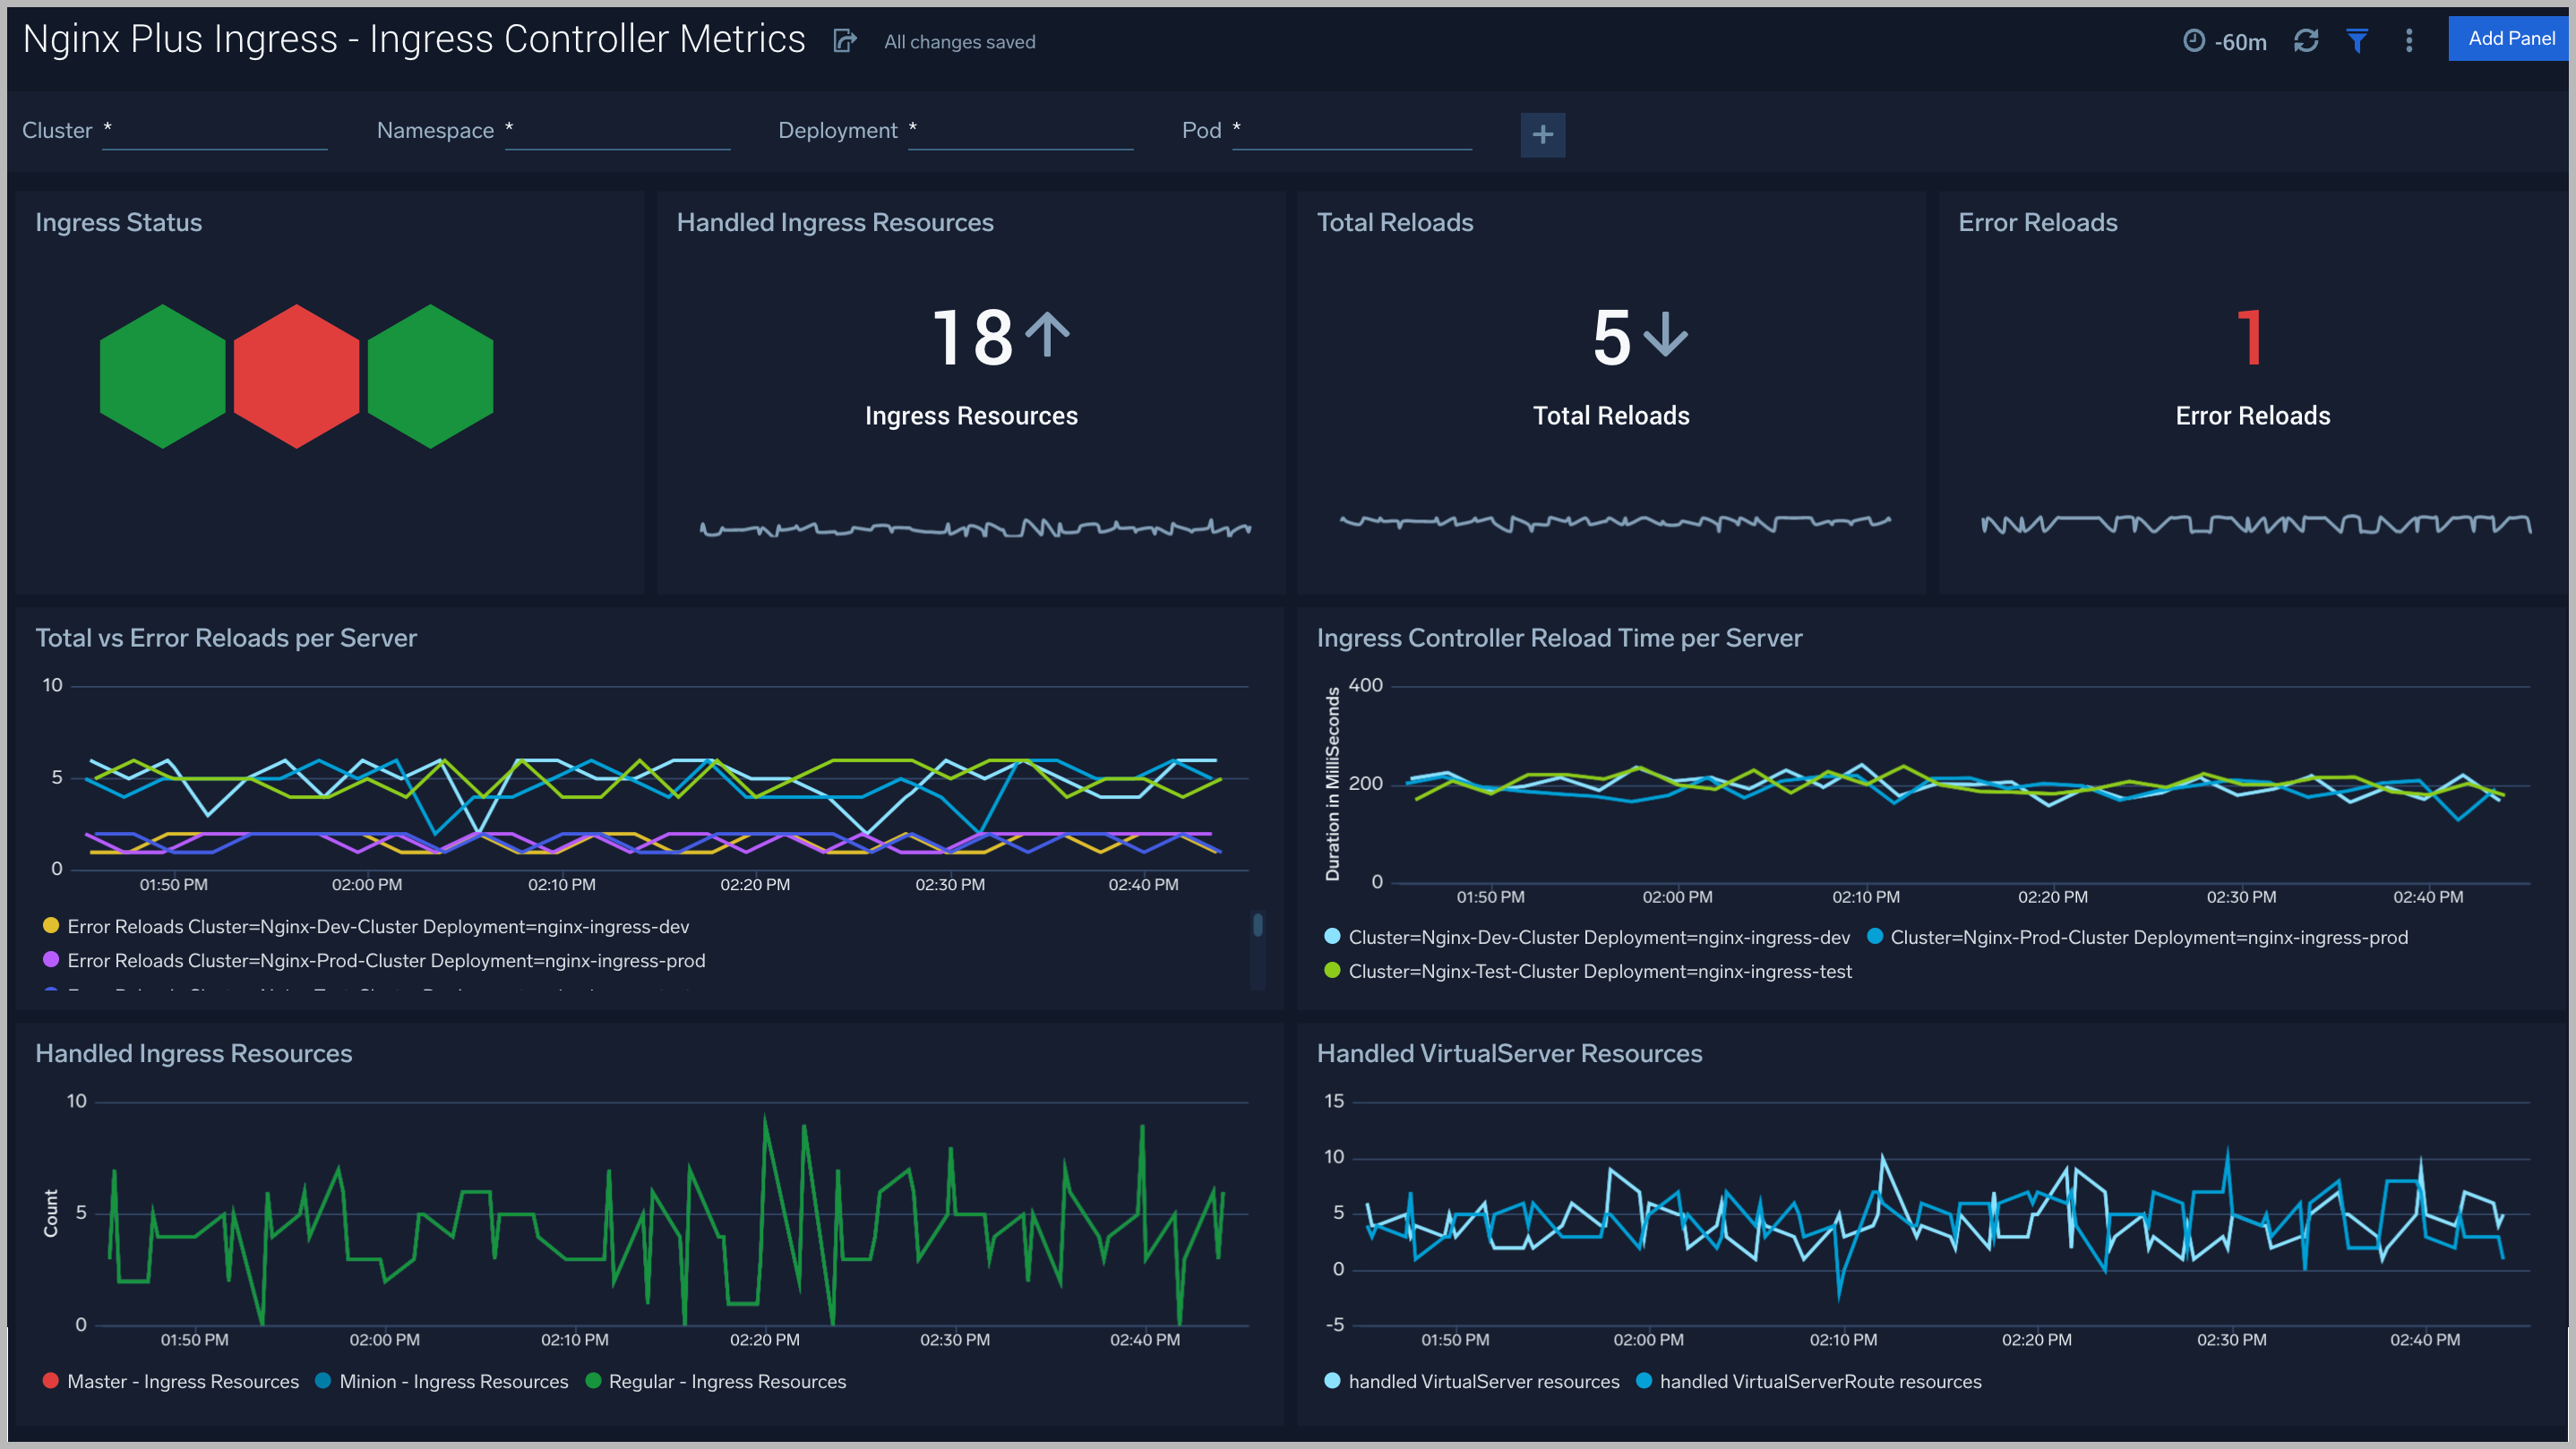 Nginx Plus Ingress - Ingress Controller Metrics All changes saved -60m Add Panel
Cluster * Namespace * Deployment * Pod * +
Ingress Status
Handled Ingress Resources
18
Ingress Resources
Total Reloads
5
Total Reloads
Error Reloads
1
Error Reloads
Total vs Error Reloads per Server
10
5
0
01:50 PM 02:00 PM 02:10 PM 02:20 PM 02:30 PM 02:40 PM
Error Reloads Cluster=Nginx-Dev-Cluster Deployment=nginx-ingress-dev
Error Reloads Cluster=Nginx-Prod-Cluster Deployment=nginx-ingress-prod
Ingress Controller Reload Time per Server
Duration in MilliSeconds
400
200
0
01:50 PM 02:00 PM 02:10 PM 02:20 PM 02:30 PM 02:40 PM
Cluster=Nginx-Dev-Cluster Deployment=nginx-ingress-dev Cluster=Nginx-Prod-Cluster Deployment=nginx-ingress-prod
Cluster=Nginx-Test-Cluster Deployment=nginx-ingress-test
Handled Ingress Resources
Count
10
5
0
01:50 PM 02:00 PM 02:10 PM 02:20 PM 02:30 PM 02:40 PM
Master - Ingress Resources Minion - Ingress Resources Regular - Ingress Resources
Handled VirtualServer Resources
15
10
5
0
-5
01:50 PM 02:00 PM 02:10 PM 02:20 PM 02:30 PM 02:40 PM
handled VirtualServer resources handled VirtualServerRoute resources